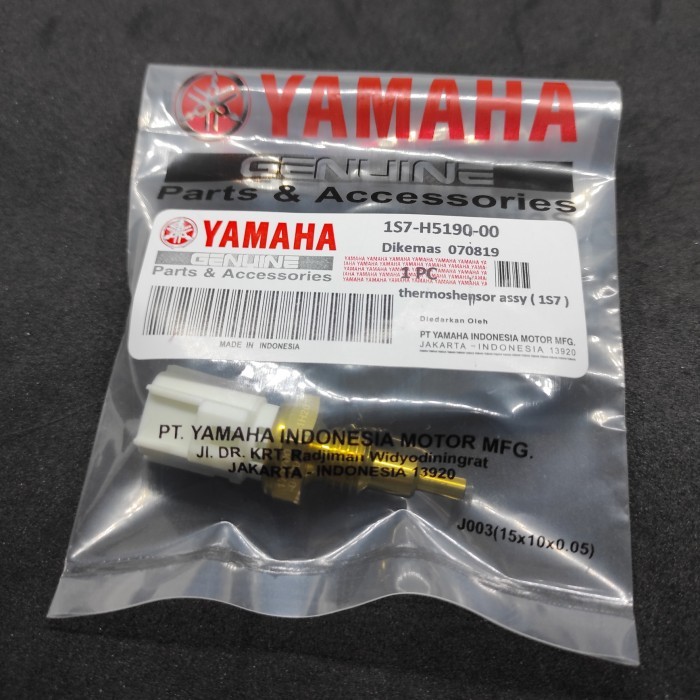 YAMAHA
GENUINE
Parts & Accessories
YAMAHA
GENUINE
Parts & Accessories
MADE IN INDONESIA
1S7-H5190-00
Dikemas 070819
1 PC
thermoshensor assy ( 1S7 )
Diedarkan Oleh
PT YAMAHA INDONESIA MOTOR MFG.
JAKARTA - INDONESIA 13920
PT. YAMAHA INDONESIA MOTOR MFG.
Jl. DR. KRT. Radjiman Widyodiningrat
JAKARTA - INDONESIA 13920
J003(15x10x0.05)